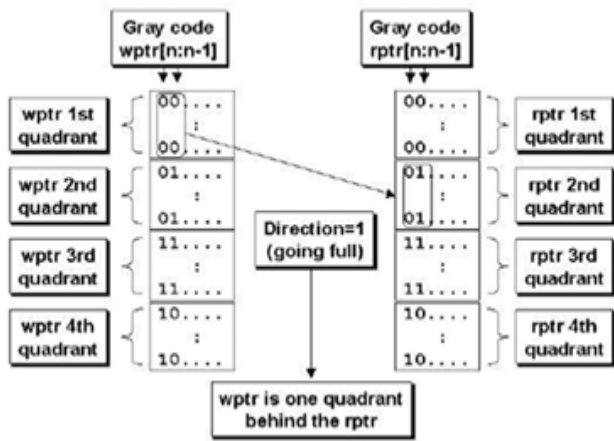 Gray code
wptr[n:n-1]
Gray code
rptr[n:n-1]
wptr 1st
quadrant
00....
:
00....
00....
:
00....
rptr 1st
quadrant
wptr 2nd
quadrant
01....
:
01....
01....
:
01....
rptr 2nd
quadrant
Direction=1
(going full)
wptr 3rd
quadrant
11....
:
11....
11....
:
11....
rptr 3rd
quadrant
wptr 4th
quadrant
10....
:
10....
10....
:
10....
rptr 4th
quadrant
wptr is one quadrant
behind the rptr